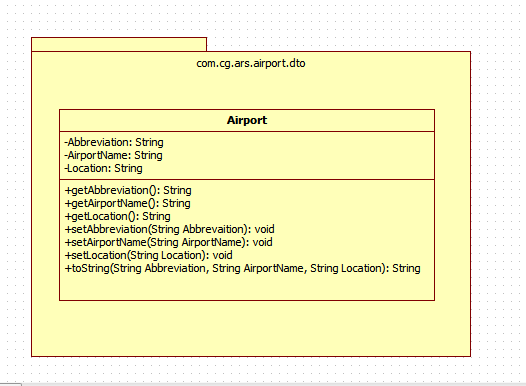 com.cg.ars.airport.dto
Airport
-Abbreviation: String
-AirportName: String
-Location: String
+getAbbreviation(): String
+getAirportName(): String
+getLocation(): String
+setAbbreviation(String Abbrevaition): void
+setAirportName(String AirportName): void
+setLocation(String Location): void
+toString(String Abbreviation, String AirportName, String Location): String